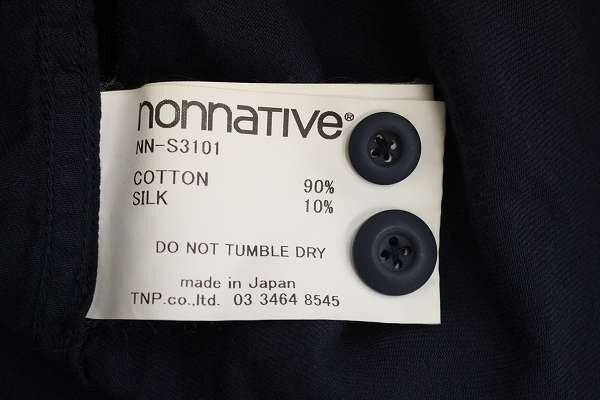 nonnative®
NN-S3101
COTTON 90%
SILK 10%
DO NOT TUMBLE DRY
made in Japan
TNP.co.,ltd. 03 3464 8545